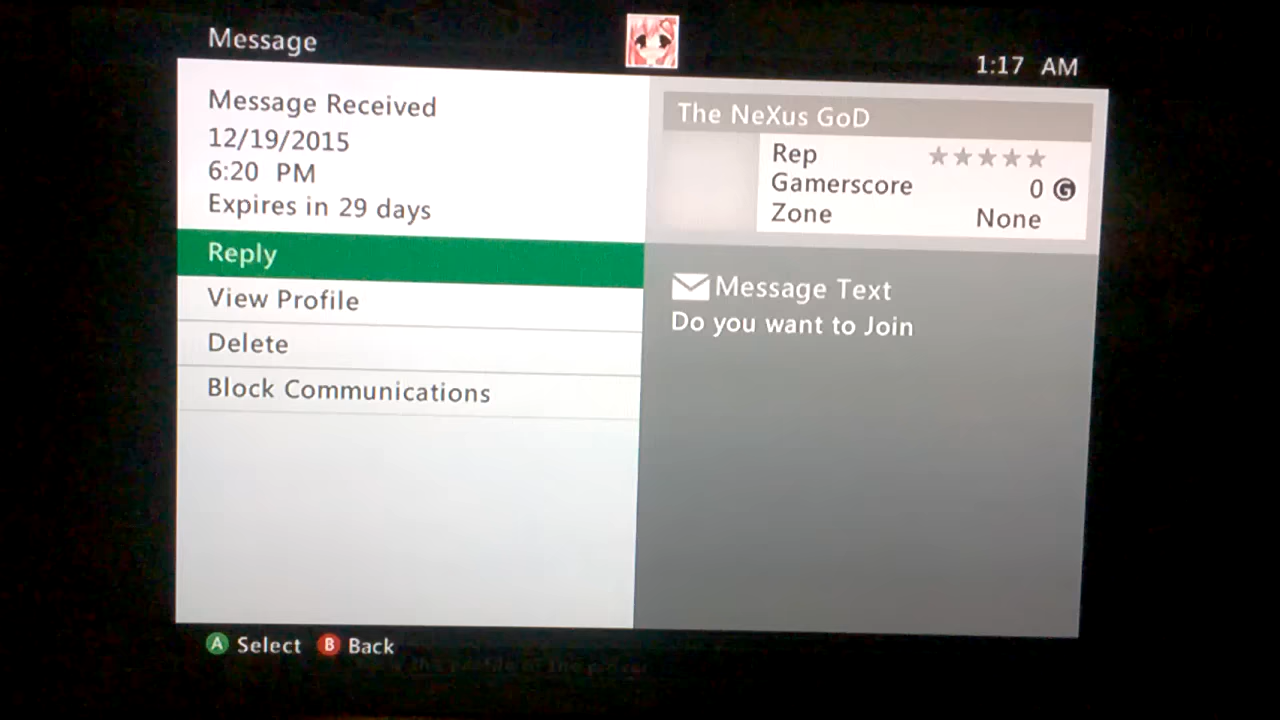 Message
1:17 AM
Message Received
12/19/2015
6:20 PM
Expires in 29 days
Reply
View Profile
Delete
Block Communications
The NeXus GoD
Rep
Gamerscore 0 G
Zone None
Message Text
Do you want to Join
A Select B Back